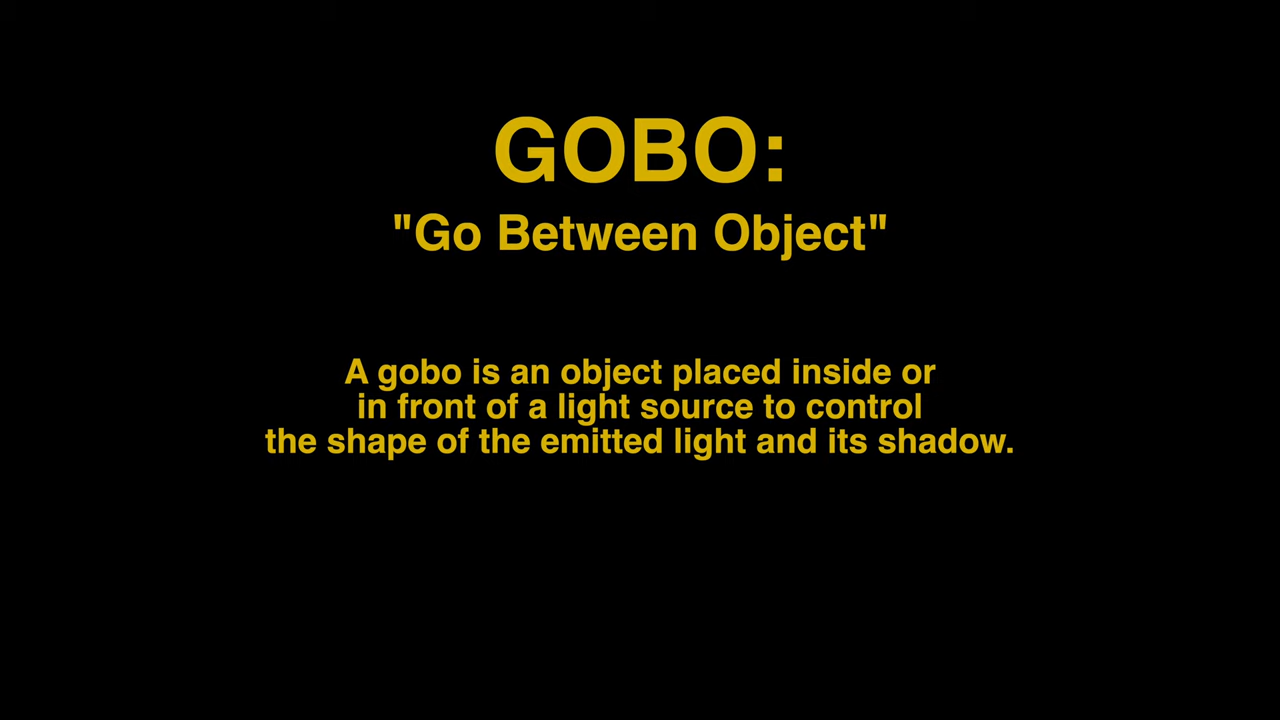 GOBO:
"Go Between Object"
A gobo is an object placed inside or
in front of a light source to control
the shape of the emitted light and its shadow.